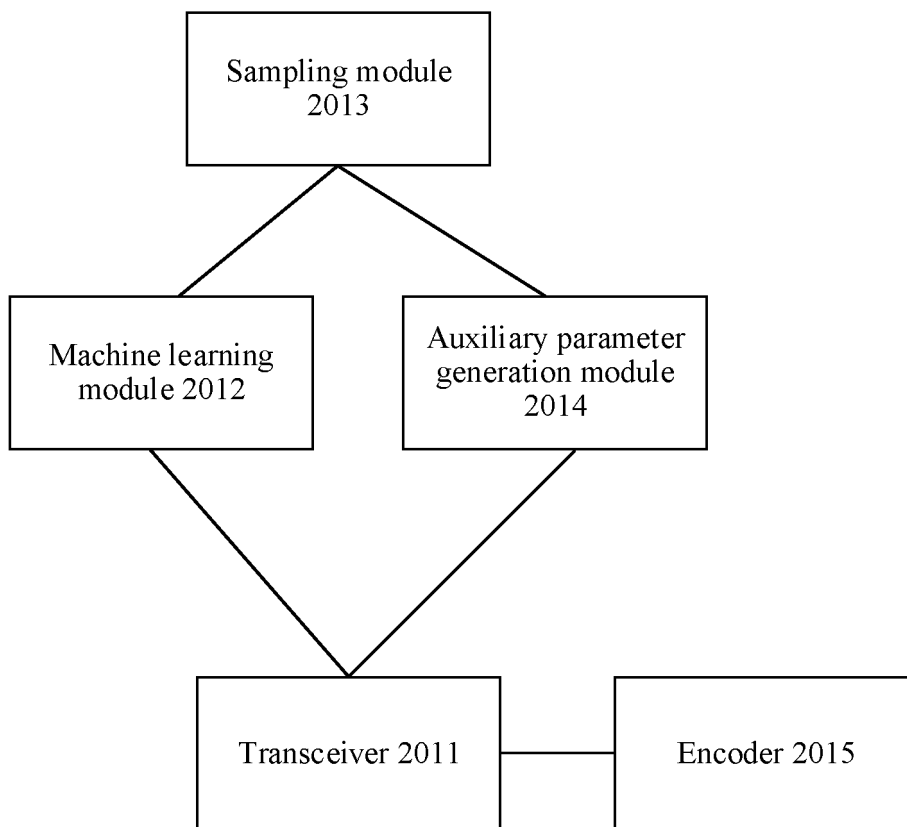 Sampling module
2013
Machine learning
module 2012
Auxiliary parameter
generation module
2014
Transceiver 2011
Encoder 2015